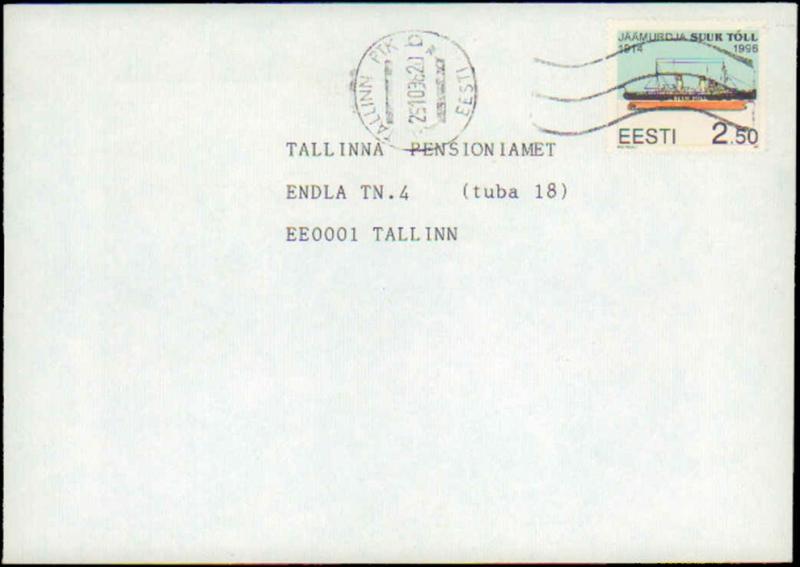 TALLINN PTK
EESTI
JÄÄMURDJA SUUR TÕLL
1914 1996
EESTI 2.50
TALLINNA PENSIONIAMET
ENDLA TN.4 (tuba 18)
EE0001 TALLINN